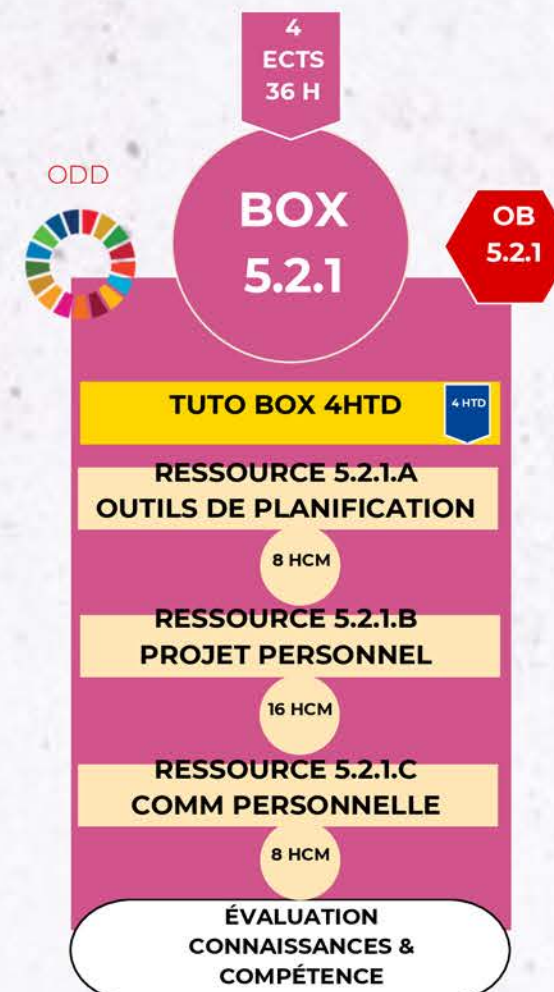 4
ECTS
36 H
ODD
BOX
5.2.1
OB
5.2.1
TUTO BOX 4HTD
4 HTD
RESSOURCE 5.2.1.A
OUTILS DE PLANIFICATION
8 HCM
RESSOURCE 5.2.1.B
PROJET PERSONNEL
16 HCM
RESSOURCE 5.2.1.C
COMM PERSONNELLE
8 HCM
ÉVALUATION
CONNAISSANCES &
COMPÉTENCE